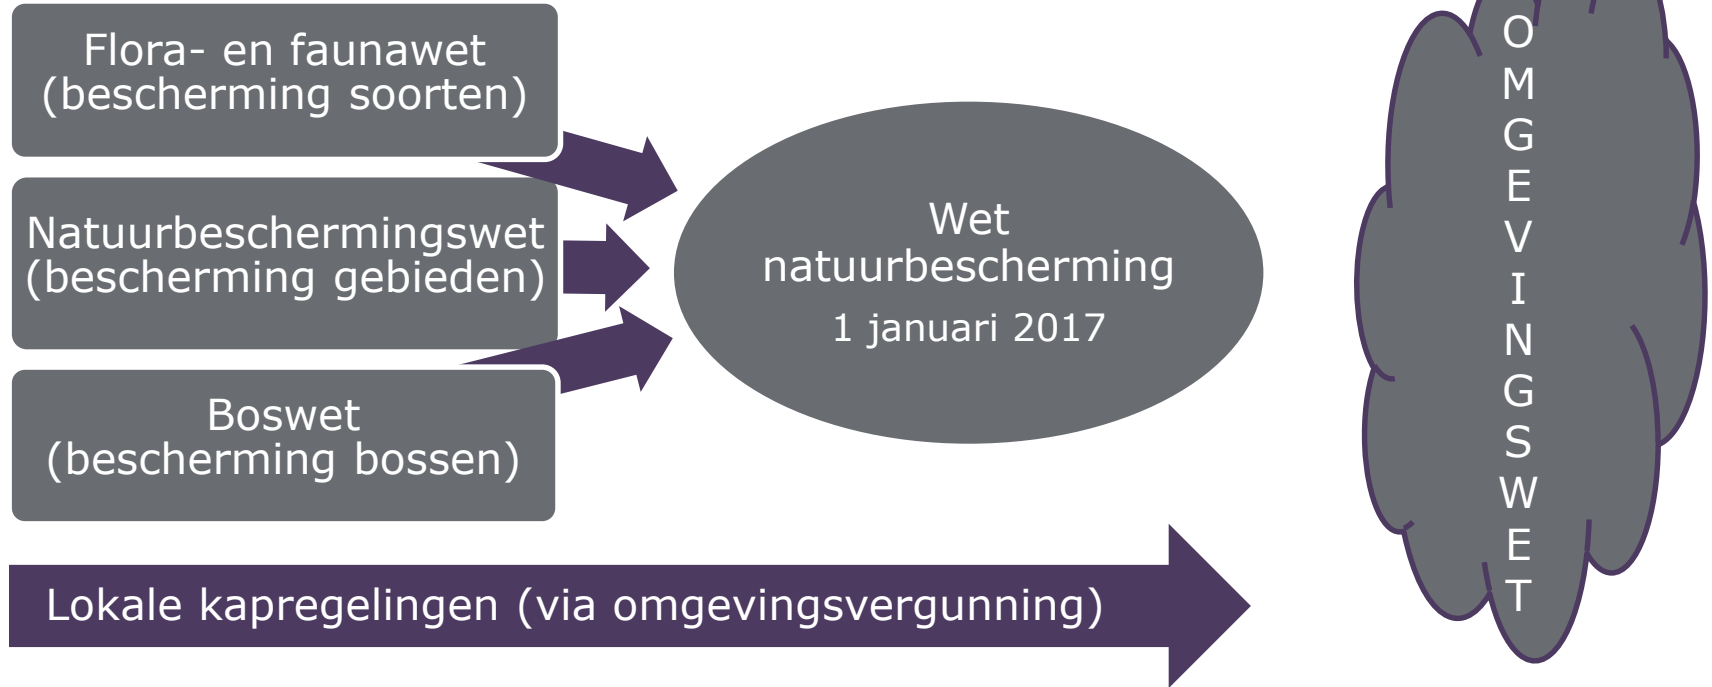 Flora- en faunawet
(bescherming soorten)
Natuurbeschermingswet
(bescherming gebieden)
Boswet
(bescherming bossen)
Wet
natuurbescherming
1 januari 2017
Lokale kapregelingen (via omgevingsvergunning)
O
M
G
E
V
I
N
G
S
W
E
T